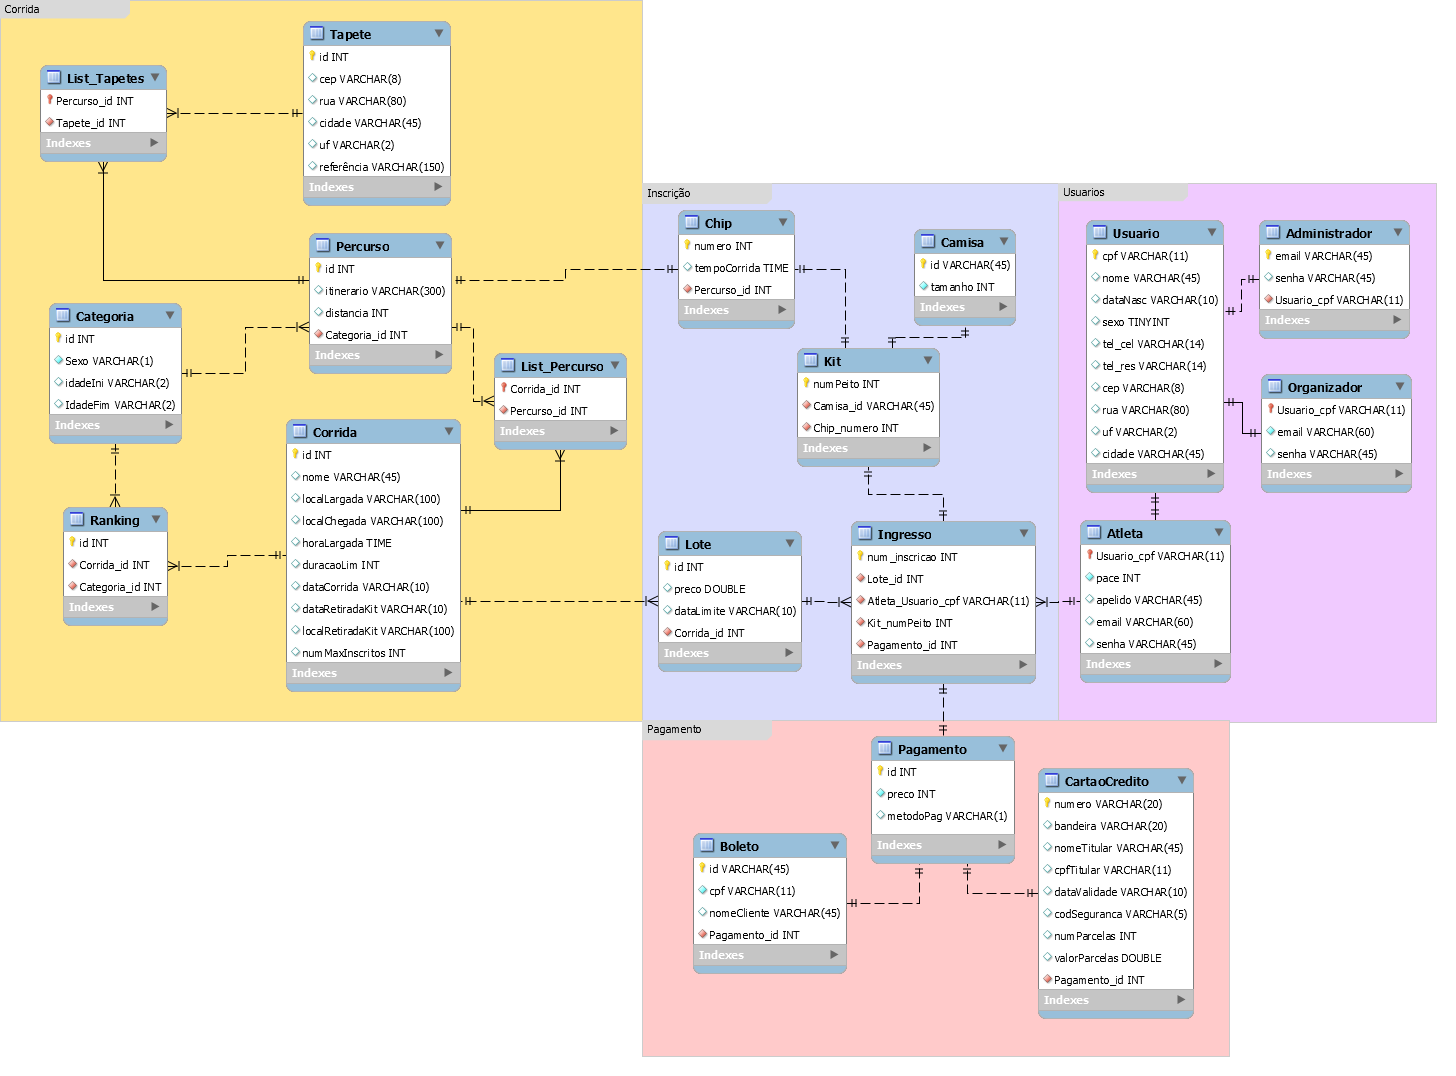 Corrida
Tapete
id INT
cep VARCHAR(8)
rua VARCHAR(80)
cidade VARCHAR(45)
uf VARCHAR(2)
referência VARCHAR(150)
Indexes
List_Tapetes
Percurso_id INT
Tapete_id INT
Indexes
Percurso
id INT
itinerario VARCHAR(300)
distancia INT
Categoria_id INT
Indexes
Categoria
id INT
Sexo VARCHAR(1)
idadeIni VARCHAR(2)
IdadeFim VARCHAR(2)
Indexes
List_Percurso
Corrida_id INT
Percurso_id INT
Indexes
Corrida
id INT
nome VARCHAR(45)
localLargada VARCHAR(100)
localChegada VARCHAR(100)
horaLargada TIME
duracaoLim INT
dataCorrida VARCHAR(10)
dataRetiradaKit VARCHAR(10)
localRetiradaKit VARCHAR(100)
numMaxInscritos INT
Indexes
Ranking
id INT
Corrida_id INT
Categoria_id INT
Indexes
Inscrição
Chip
numero INT
tempoCorrida TIME
Percurso_id INT
Indexes
Camisa
id VARCHAR(45)
tamanho INT
Indexes
Kit
numPeito INT
Camisa_id VARCHAR(45)
Chip_numero INT
Indexes
Lote
id INT
preco DOUBLE
dataLimite VARCHAR(10)
Corrida_id INT
Indexes
Ingresso
num_inscricao INT
Lote_id INT
Atleta_Usuario_cpf VARCHAR(11)
Kit_numPeito INT
Pagamento_id INT
Indexes
Usuarios
Usuario
cpf VARCHAR(11)
nome VARCHAR(45)
dataNasc VARCHAR(10)
sexo TINYINT
tel_cel VARCHAR(14)
tel_res VARCHAR(14)
cep VARCHAR(8)
rua VARCHAR(80)
uf VARCHAR(2)
cidade VARCHAR(45)
Indexes
Administrador
email VARCHAR(45)
senha VARCHAR(45)
Usuario_cpf VARCHAR(11)
Indexes
Organizador
Usuario_cpf VARCHAR(11)
email VARCHAR(60)
senha VARCHAR(45)
Indexes
Atleta
Usuario_cpf VARCHAR(11)
pace INT
apelido VARCHAR(45)
email VARCHAR(60)
senha VARCHAR(45)
Indexes
Pagamento
Pagamento
id INT
preco INT
metodoPag VARCHAR(1)
Indexes
Boleto
id VARCHAR(45)
cpf VARCHAR(11)
nomeCliente VARCHAR(45)
Pagamento_id INT
Indexes
CartaoCredito
numero VARCHAR(20)
bandeira VARCHAR(20)
nomeTitular VARCHAR(45)
cpfTitular VARCHAR(11)
dataValidade VARCHAR(10)
codSeguranca VARCHAR(5)
numParcelas INT
valorParcelas DOUBLE
Pagamento_id INT
Indexes